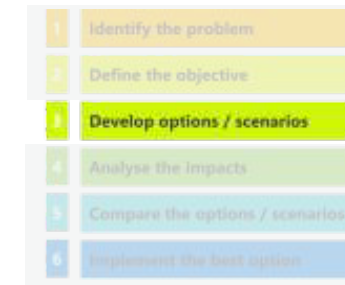 1 Identify the problem
2 Define the objective
3 Develop options / scenarios
4 Analyse the impacts
5 Compare the options / scenarios
6 Implement the best option